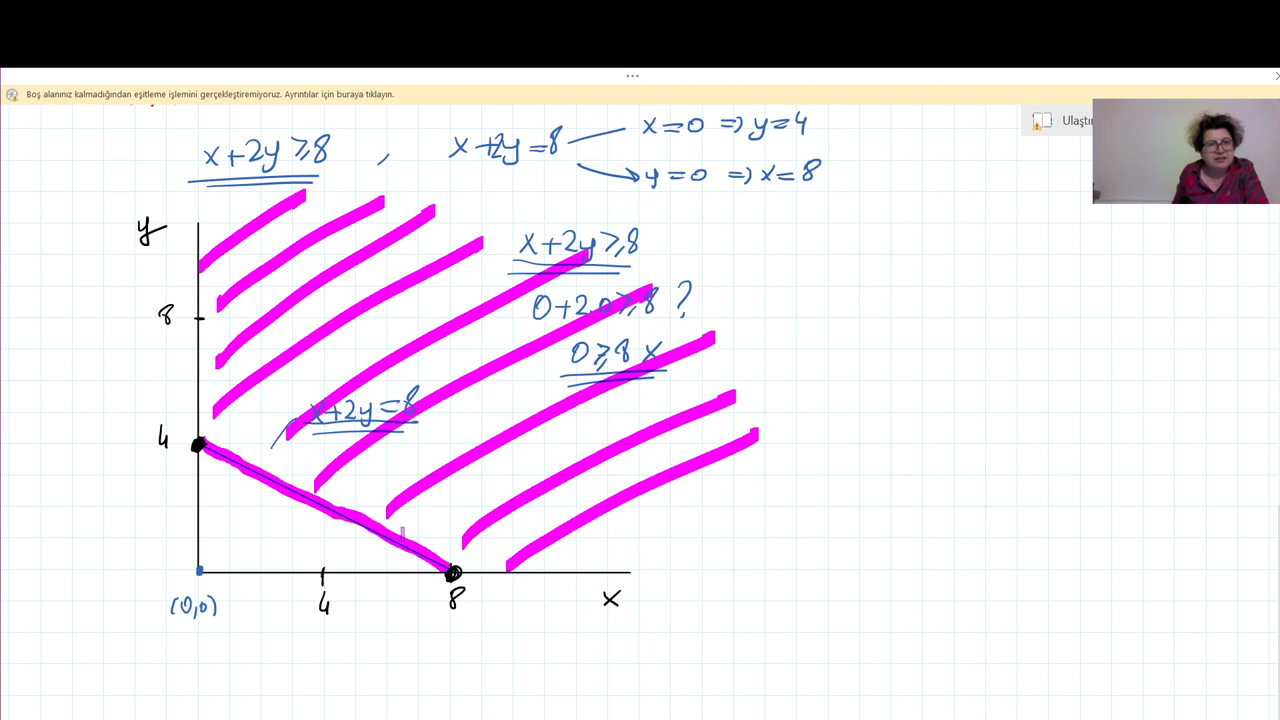 Boş alanınız kalmadığından eşitleme işlemini gerçekleştiremiyoruz. Ayrıntılar için buraya tıklayın.
Ulaştır
x+2y≥8 , x+2y=8
x=0 ⇒ y=4
y=0 ⇒ x=8
y
x+2y≥8
0+2.0≥8 ?
0≥8 x
8
x+2y=8
4
(0,0)
4
8
x